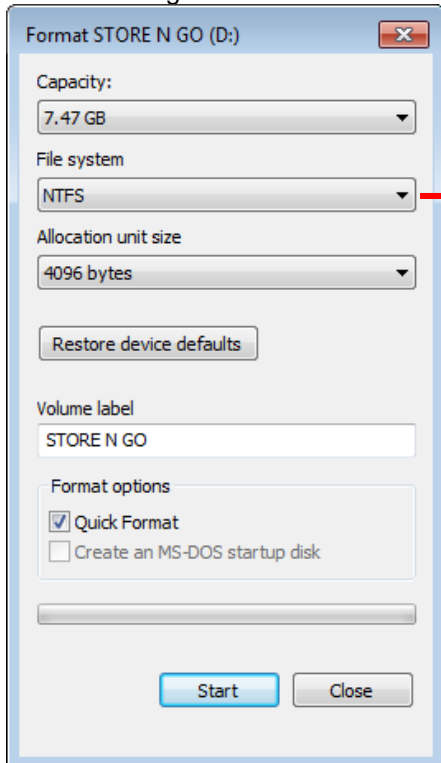 Format STORE N GO (D:)
Capacity:
7.47 GB
File system
NTFS
Allocation unit size
4096 bytes
Restore device defaults
Volume label
STORE N GO
Format options
Quick Format
Create an MS-DOS startup disk
Start Close